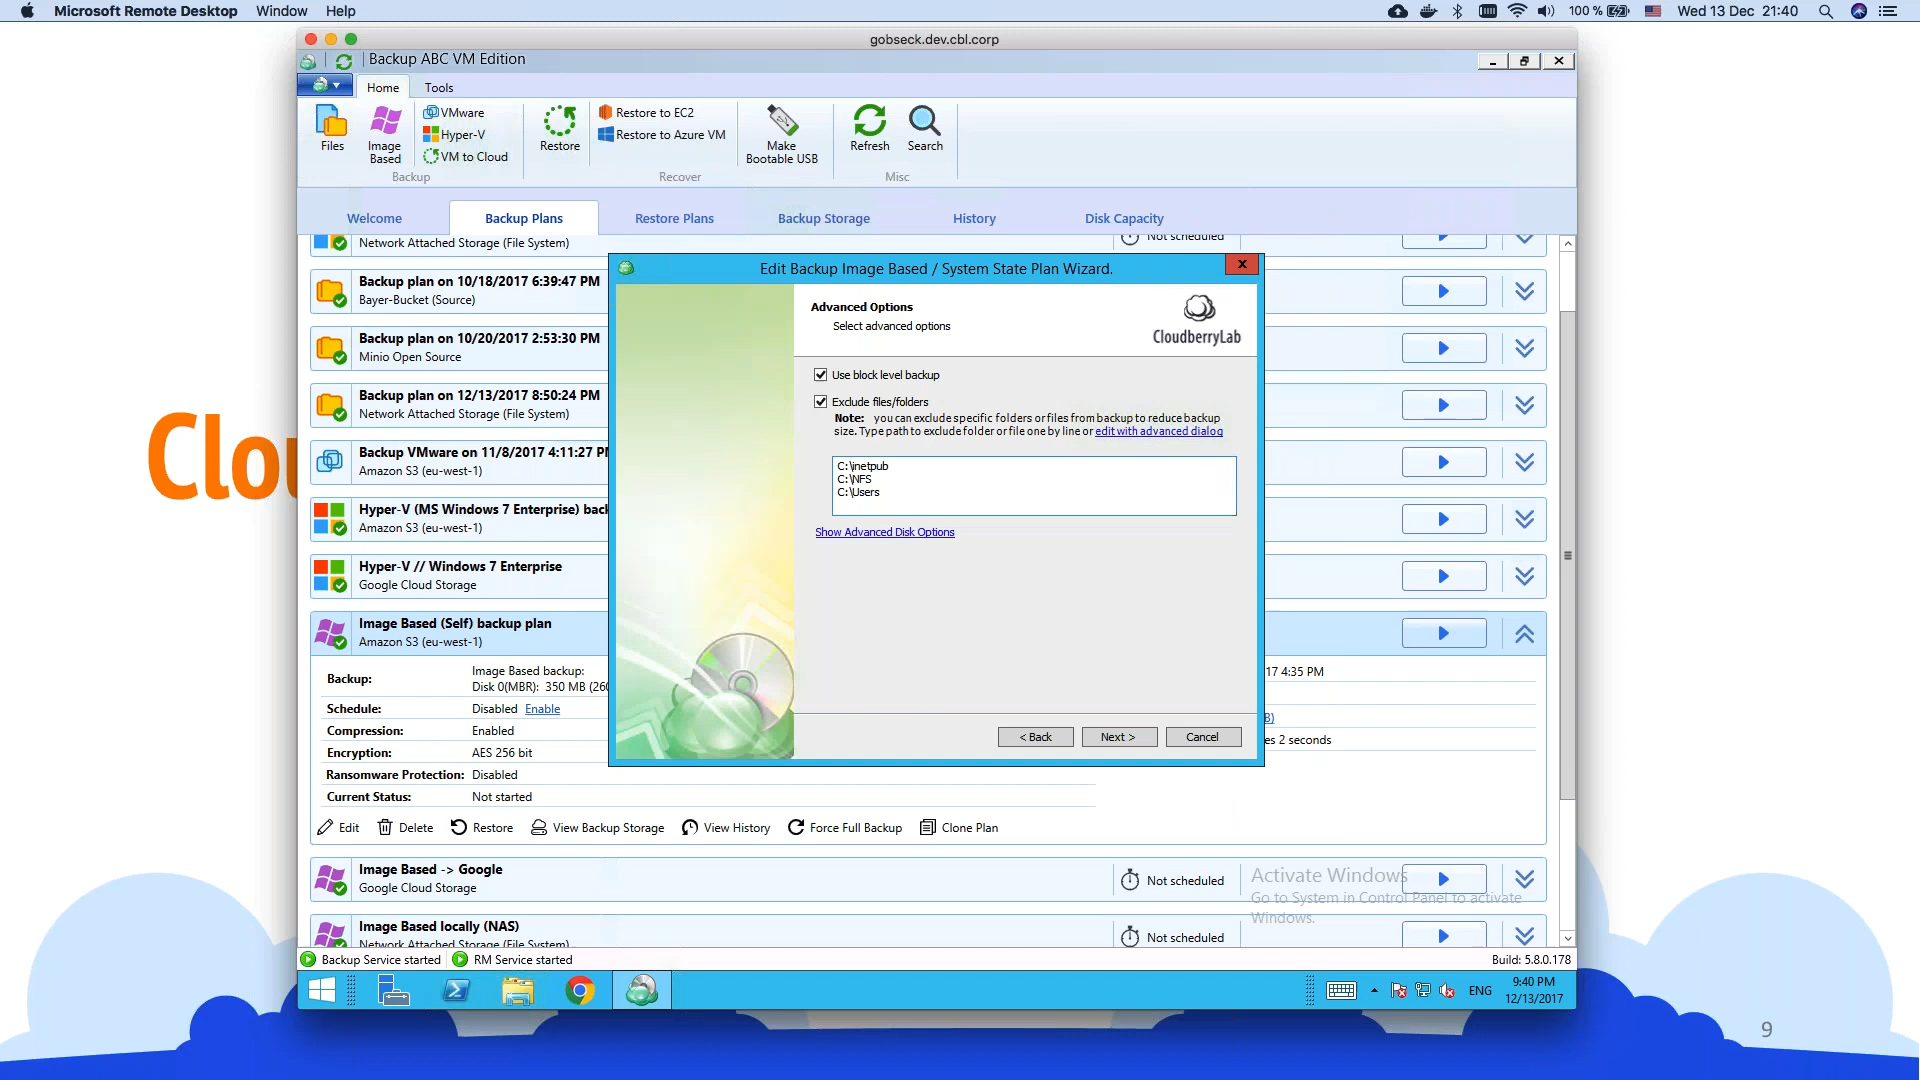 Microsoft Remote Desktop Window Help
100 % Wed 13 Dec 21:40
gobseck.dev.cbl.corp
Backup ABC VM Edition
Home Tools
Files
Image Based
VMware
Hyper-V
VM to Cloud
Backup
Restore
Restore to EC2
Restore to Azure VM
Recover
Make Bootable USB
Refresh
Search
Misc
Welcome
Backup Plans
Restore Plans
Backup Storage
History
Disk Capacity
Network Attached Storage (File System)
Not scheduled
Backup plan on 10/18/2017 6:39:47 PM
Bayer-Bucket (Source)
Backup plan on 10/20/2017 2:53:30 PM
Minio Open Source
Backup plan on 12/13/2017 8:50:24 PM
Network Attached Storage (File System)
Clou
Backup VMware on 11/8/2017 4:11:27 PM
Amazon S3 (eu-west-1)
Hyper-V (MS Windows 7 Enterprise) back
Amazon S3 (eu-west-1)
Hyper-V // Windows 7 Enterprise
Google Cloud Storage
Image Based (Self) backup plan
Amazon S3 (eu-west-1)
Backup: Image Based backup:
Disk 0(MBR): 350 MB (260
Schedule: Disabled Enable
Compression: Enabled
Encryption: AES 256 bit
Ransomware Protection: Disabled
Current Status: Not started
17 4:35 PM
B)
es 2 seconds
Edit Delete Restore View Backup Storage View History Force Full Backup Clone Plan
Image Based -> Google
Google Cloud Storage
Not scheduled
Image Based locally (NAS)
Network Attached Storage (File System)
Not scheduled
Edit Backup Image Based / System State Plan Wizard.
Advanced Options
Select advanced options
CloudberryLab
Use block level backup
Exclude files/folders
Note: you can exclude specific folders or files from backup to reduce backup
size. Type path to exclude folder or file one by line or edit with advanced dialog
C:\inetpub
C:\NFS
C:\Users
Show Advanced Disk Options
< Back
Next >
Cancel
Activate Windows
Go to System in Control Panel to activate
Windows.
Backup Service started RM Service started
Build: 5.8.0.178
ENG
9:40 PM
12/13/2017
9